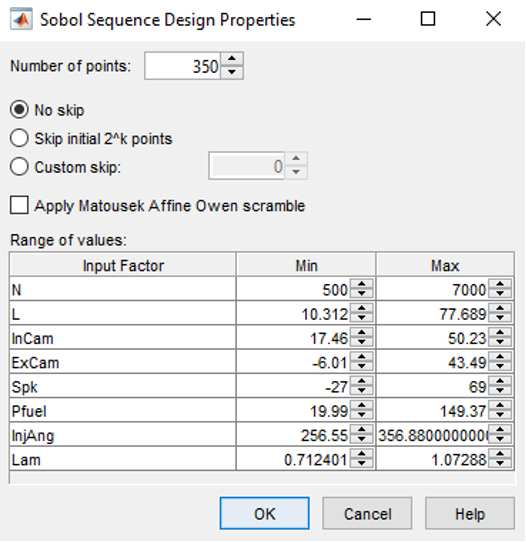 Sobol Sequence Design Properties
Number of points: 350
No skip
Skip initial 2^k points
Custom skip: 0
Apply Matousek Affine Owen scramble
Range of values:
Input Factor Min Max
N 500 7000
L 10.312 77.689
InCam 17.46 50.23
ExCam -6.01 43.49
Spk -27 69
Pfuel 19.99 149.37
InjAng 256.55 356.880000000
Lam 0.712401 1.07288
OK Cancel Help